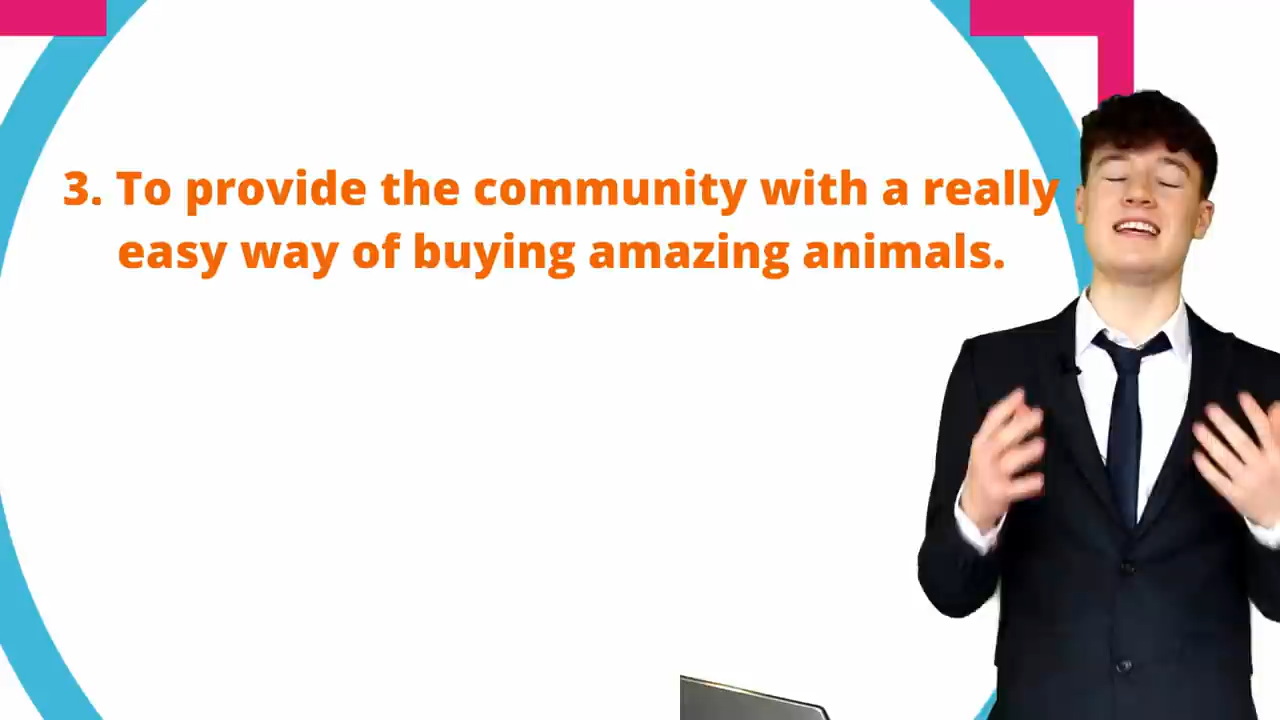 3. To provide the community with a really
easy way of buying amazing animals.